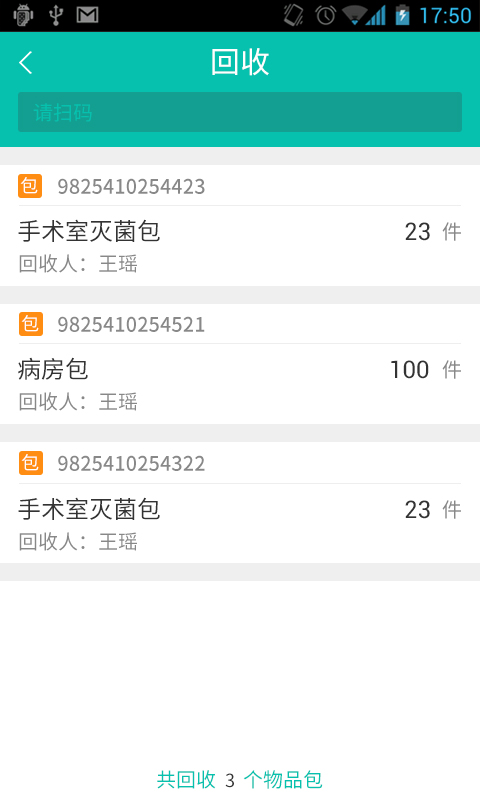 17:50
回收
请扫码
包 9825410254423
手术室灭菌包 23 件
回收人：王瑶
包 9825410254521
病房包 100 件
回收人：王瑶
包 9825410254322
手术室灭菌包 23 件
回收人：王瑶
共回收 3 个物品包